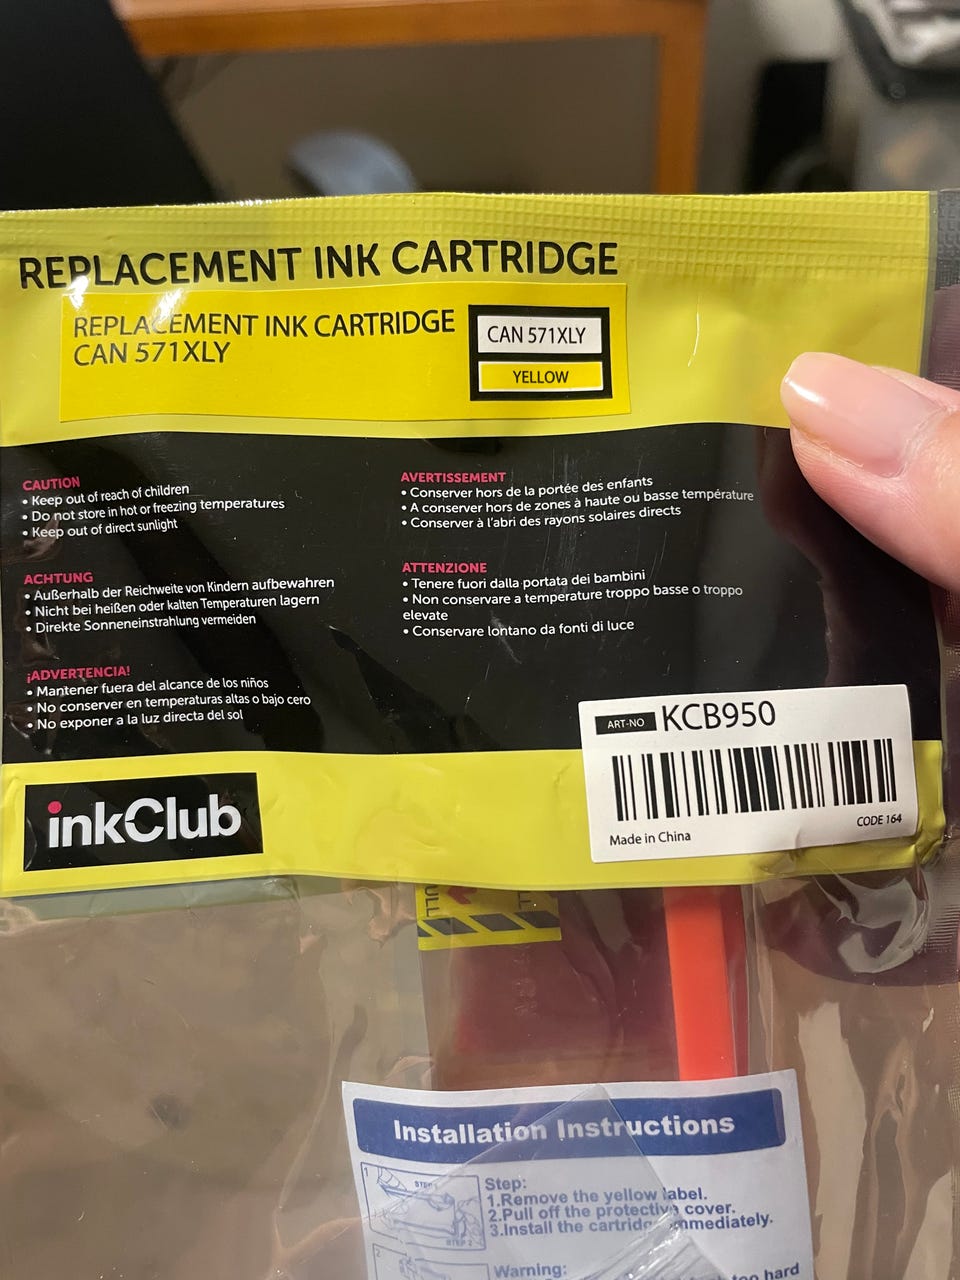 REPLACEMENT INK CARTRIDGE
REPLACEMENT INK CARTRIDGE
CAN 571XLY
CAN 571XLY
YELLOW
CAUTION
• Keep out of reach of children
• Do not store in hot or freezing temperatures
• Keep out of direct sunlight
ACHTUNG
• Außerhalb der Reichweite von Kindern aufbewahren
• Nicht bei heißen oder kalten Temperaturen lagern
• Direkte Sonneneinstrahlung vermeiden
¡ADVERTENCIA!
• Mantener fuera del alcance de los niños
• No conserver en temperaturas altas o bajo cero
• No exponer a la luz directa del sol
AVERTISSEMENT
• Conserver hors de la portée des enfants
• A conserver hors de zones à haute ou basse température
• Conserver à l'abri des rayons solaires directs
ATTENZIONE
• Tenere fuori dalla portata dei bambini
• Non conservare a temperature troppo basse o troppo
elevate
• Conservare lontano da fonti di luce
inkClub
ART-NO KCB950
Made in China
CODE 164
Installation Instructions
1
STEP 2
2
Step:
1.Remove the yellow label.
2.Pull off the protective cover.
3.Install the cartridge immediately.
Warning:
too hard